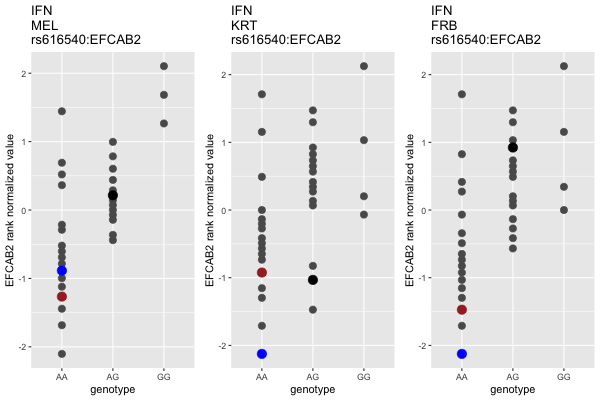 IFN
MEL
rs616540:EFCAB2
EFCAB2 rank normalized value
2
1
0
-1
-2
AA AG GG
genotype
IFN
KRT
rs616540:EFCAB2
EFCAB2 rank normalized value
2
1
0
-1
-2
AA AG GG
genotype
IFN
FRB
rs616540:EFCAB2
EFCAB2 rank normalized value
2
1
0
-1
-2
AA AG GG
genotype